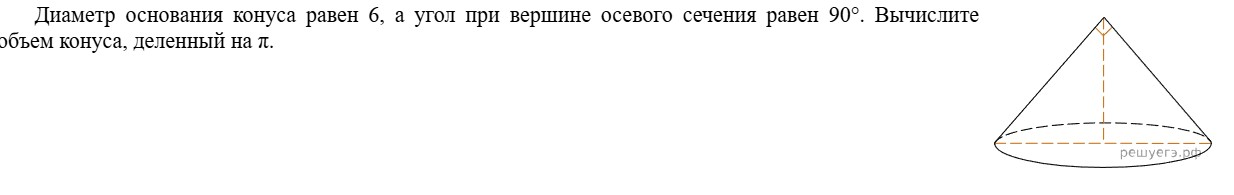 Диаметр основания конуса равен 6, а угол при вершине осевого сечения равен 90°. Вычислите
объем конуса, деленный на π.
решуегэ.рф